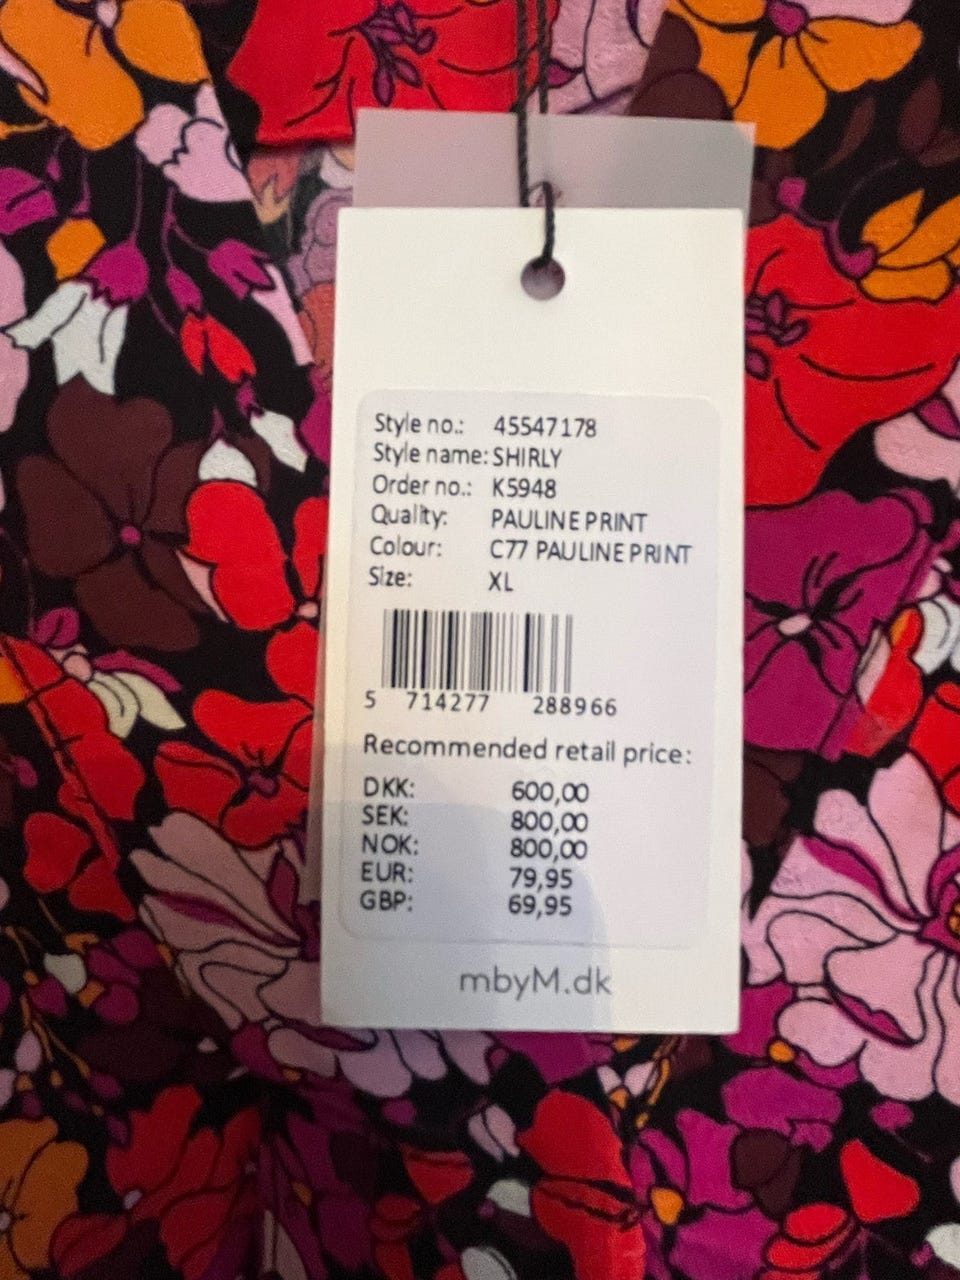 Style no.: 45547178
Style name: SHIRLY
Order no.: K5948
Quality: PAULINE PRINT
Colour: C77 PAULINE PRINT
Size: XL
5 714277 288966
Recommended retail price:
DKK: 600,00
SEK: 800,00
NOK: 800,00
EUR: 79,95
GBP: 69,95
mbyM.dk